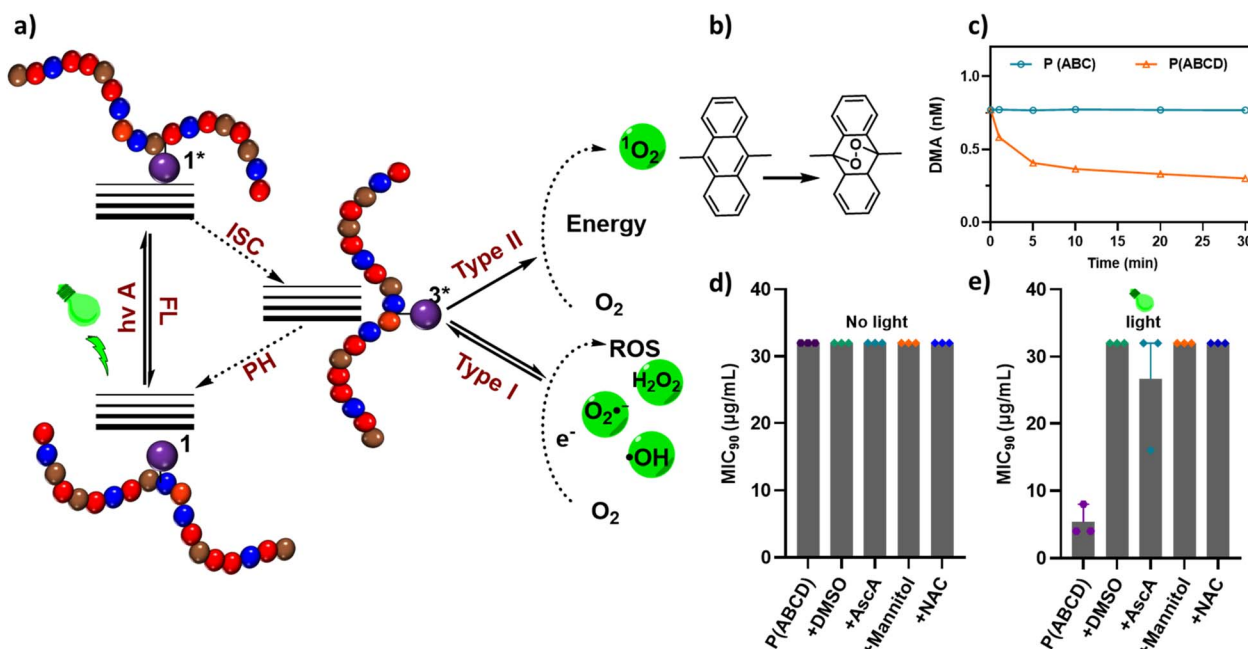 a)
1*
ISC
hv A
FL
PH
1
3*
Type II
Type I
¹O₂
Energy
O₂
ROS
H₂O₂
O₂•⁻
e⁻
•OH
O₂
b)
O
O
c)
P (ABC) P(ABCD)
DMA (nM)
1.0
0.5
0.0
0 5 10 15 20 25 30
Time (min)
d)
No light
MIC₉₀ (µg/mL)
40
30
20
10
0
P(ABCD)
+DMSO
+AscA
+Mannitol
+NAC
e)
light
MIC₉₀ (µg/mL)
40
30
20
10
0
P(ABCD)
+DMSO
+AscA
+Mannitol
+NAC